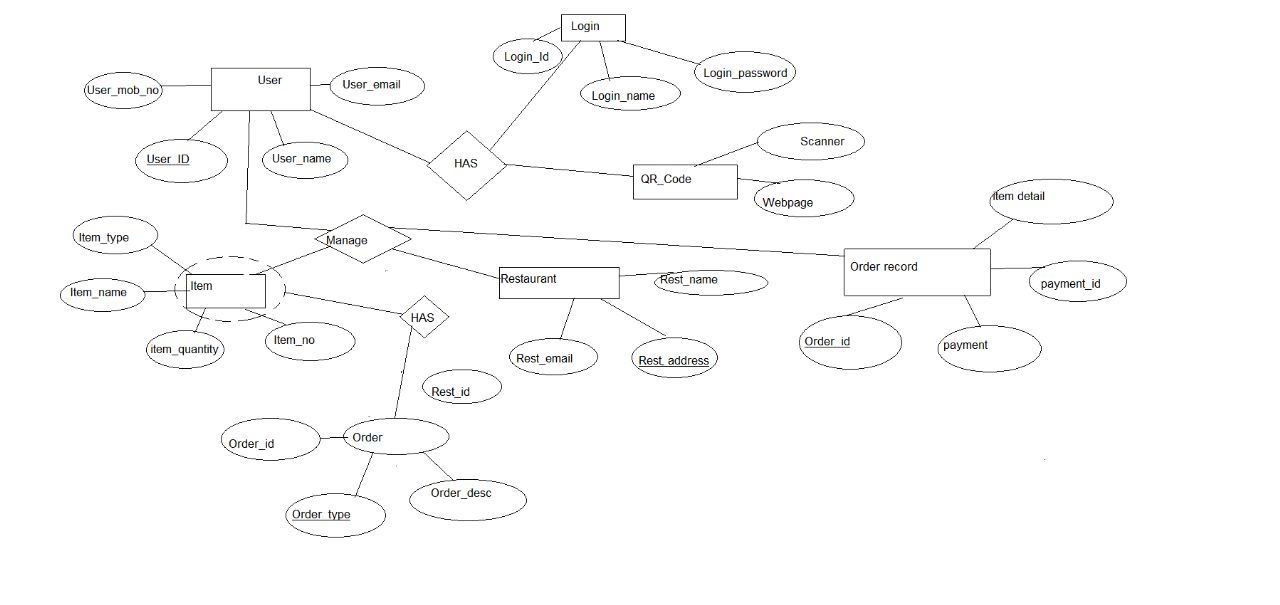 Login
Login_Id
Login_password
Login_name
User
User_mob_no
User_email
User_ID
User_name
HAS
Scanner
QR_Code
Webpage
item detail
Item_type
Manage
Order record
Item
Item_name
Restaurant
Rest_name
payment_id
HAS
Item_no
item_quantity
Rest_email
Rest_address
Order_id
payment
Rest_id
Order_id
Order
Order_desc
Order_type